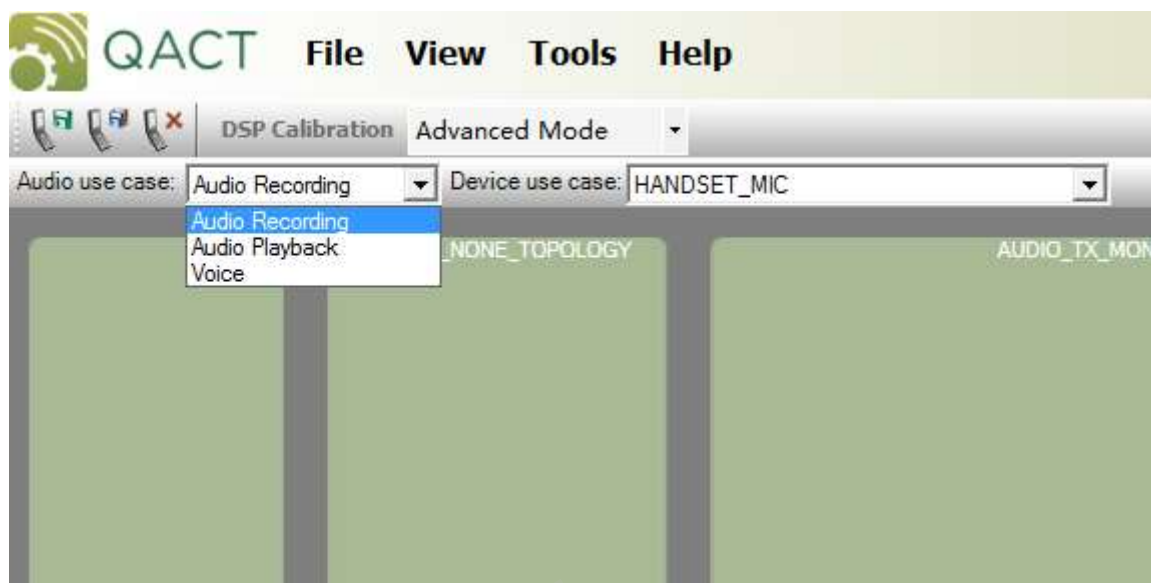 QACT File View Tools Help
DSP Calibration Advanced Mode
Audio use case: Audio Recording Device use case: HANDSET_MIC
Audio Recording
Audio Playback
Voice
_NONE_TOPOLOGY AUDIO_TX_MON